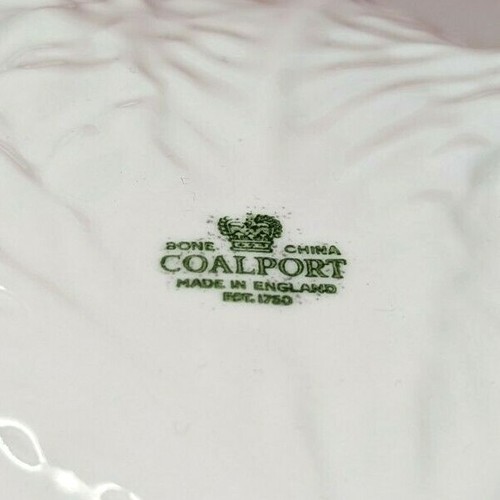 BONE CHINA
COALPORT
MADE IN ENGLAND
EST. 1750